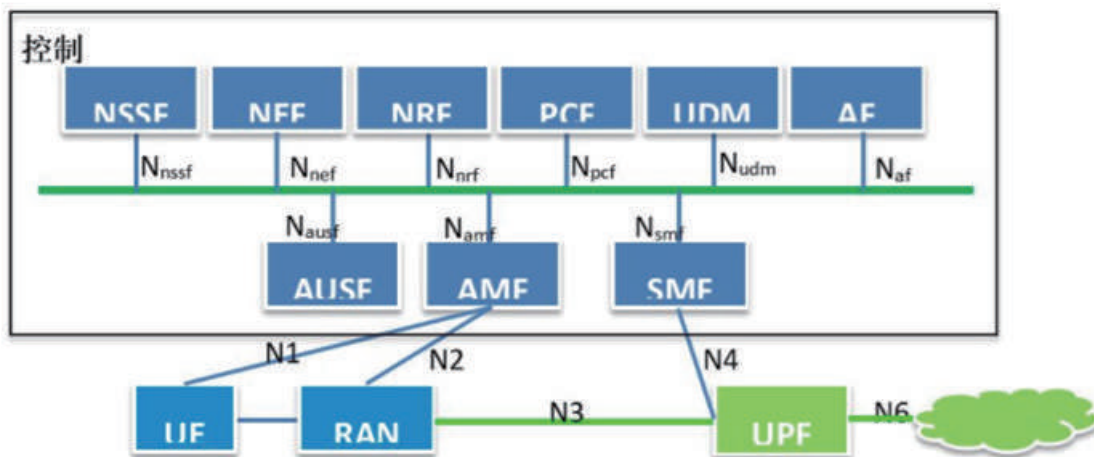 控制
NSSF NEF NRF PCF UDM AF
Nnssf Nnef Nnrf Npcf Nudm Naf
Nausf Namf Nsmf
AUSF AMF SMF
N1 N2 N4
N3 N6
UE RAN UPF